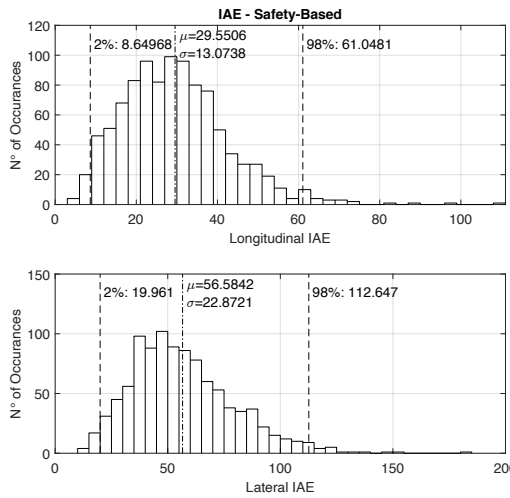 IAE - Safety-Based
120
100
80
60
40
20
0
N° of Occurances
2%: 8.64968
μ=29.5506
σ=13.0738
98%: 61.0481
0 20 40 60 80 100
Longitudinal IAE
150
100
50
0
N° of Occurances
2%: 19.961
μ=56.5842
σ=22.8721
98%: 112.647
0 50 100 150 200
Lateral IAE